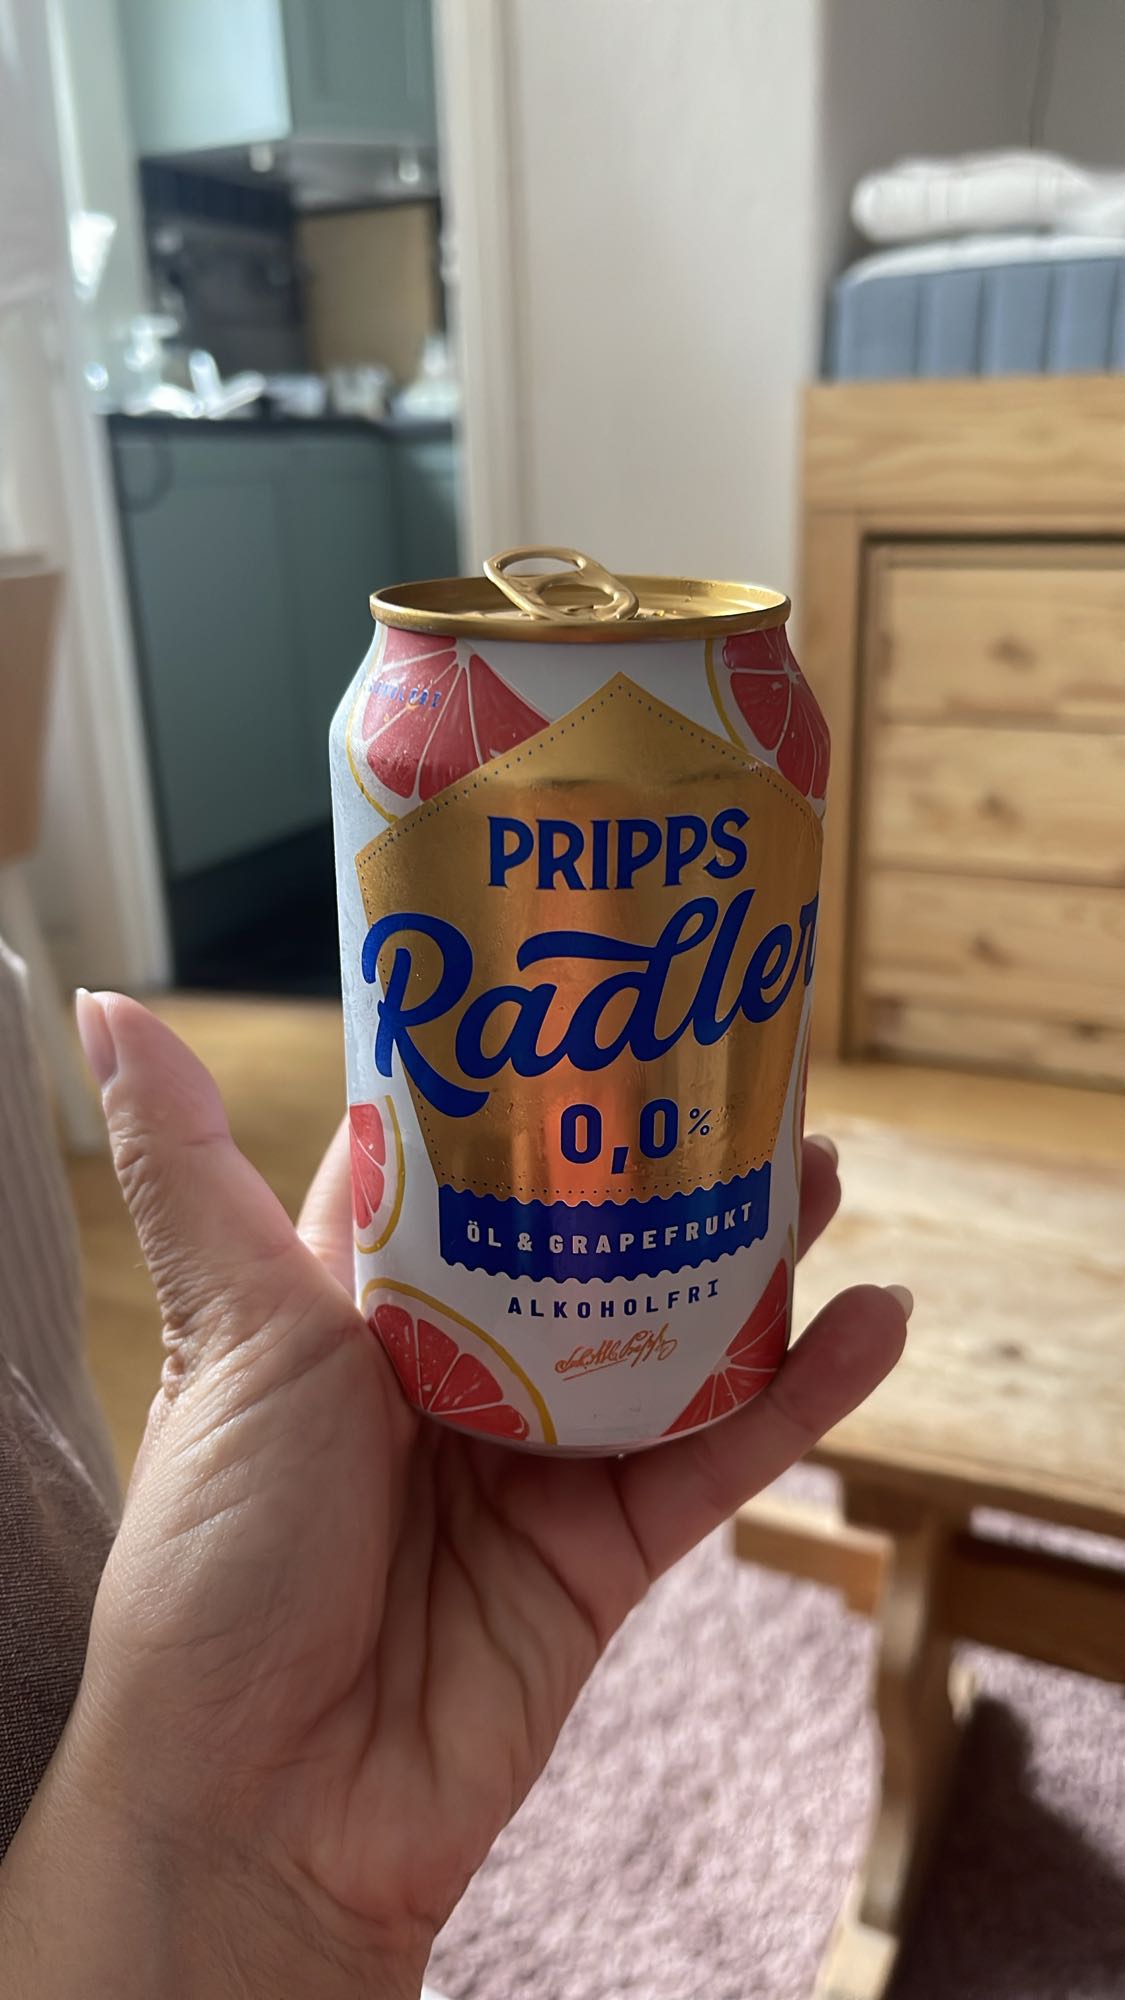 PRIPPS
Radler
0,0%
ÖL & GRAPEFRUKT
ALKOHOLFRI